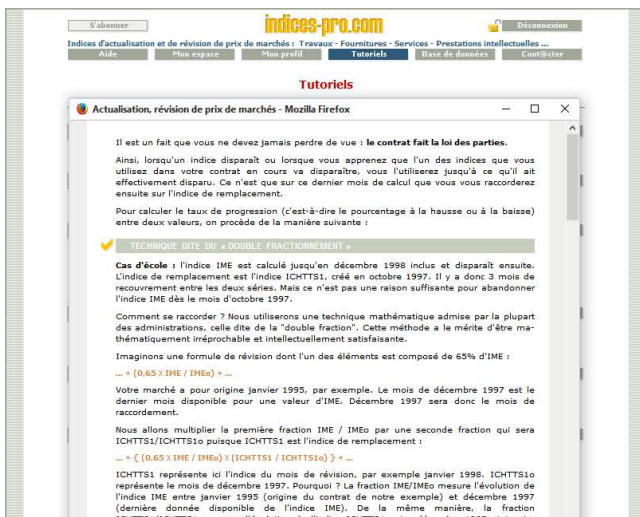 S'abonner
indices-pro.com
Déconnexion
Indices d'actualisation et de révision de prix de marchés : Travaux - Fournitures - Services - Prestations intellectuelles ...
Aide Mon espace Mon profil Tutoriels Base de données Cont@cter
Tutoriels
Actualisation, révision de prix de marchés - Mozilla Firefox
Il est un fait que vous ne devez jamais perdre de vue : le contrat fait la loi des parties.
Ainsi, lorsqu'un indice disparaît ou lorsque vous apprenez que l'un des indices que vous
utilisez dans votre contrat en cours va disparaître, vous l'utiliserez jusqu'à ce qu'il ait
effectivement disparu. Ce n'est que sur ce dernier mois de calcul que vous vous raccorderez
ensuite sur l'indice de remplacement.
Pour calculer le taux de progression (c'est-à-dire le pourcentage à la hausse ou à la baisse)
entre deux valeurs, on procède de la manière suivante :
TECHNIQUE DITE DU « DOUBLE FRACTIONNEMENT »
Cas d'école : l'indice IME est calculé jusqu'en décembre 1998 inclus et disparaît ensuite.
L'indice de remplacement est l'indice ICHTTS1, créé en octobre 1997. Il y a donc 3 mois de
recouvrement entre les deux séries. Mais ce n'est pas une raison suffisante pour abandonner
l'indice IME dès le mois d'octobre 1997.
Comment se raccorder ? Nous utiliserons une technique mathématique admise par la plupart
des administrations, celle dite de la "double fraction". Cette méthode a le mérite d'être ma-
thématiquement irréprochable et intellectuellement satisfaisante.
Imaginons une formule de révision dont l'un des éléments est composé de 65% d'IME :
... + (0,65 X IME / IMEo) + ...
Votre marché a pour origine janvier 1995, par exemple. Le mois de décembre 1997 est le
dernier mois disponible pour une valeur d'IME. Décembre 1997 sera donc le mois de
raccordement.
Nous allons multiplier la première fraction IME / IMEo par une seconde fraction qui sera
ICHTTS1/ICHTTS1o puisque ICHTTS1 est l'indice de remplacement :
... + { (0,65 X IME / IMEo) X (ICHTTS1 / ICHTTS1o) } + ...
ICHTTS1 représente ici l'indice du mois de révision, par exemple janvier 1998. ICHTTS1o
représente le mois de décembre 1997. Pourquoi ? La fraction IME/IMEo mesure l'évolution de
l'indice IME entre janvier 1995 (origine du contrat de notre exemple) et décembre 1997
(dernière donnée disponible de l'indice IME). De la même manière, la fraction